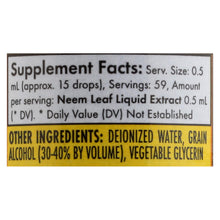 Supplement Facts: Serv. Size: 0.5
mL (approx. 15 drops), Servings: 59, Amount
per serving: Neem Leaf Liquid Extract 0.5 mL
(* DV). * Daily Value (DV) Not Established
OTHER INGREDIENTS: DEIONIZED WATER, GRAIN
ALCOHOL (30-40% BY VOLUME), VEGETABLE GLYCERIN